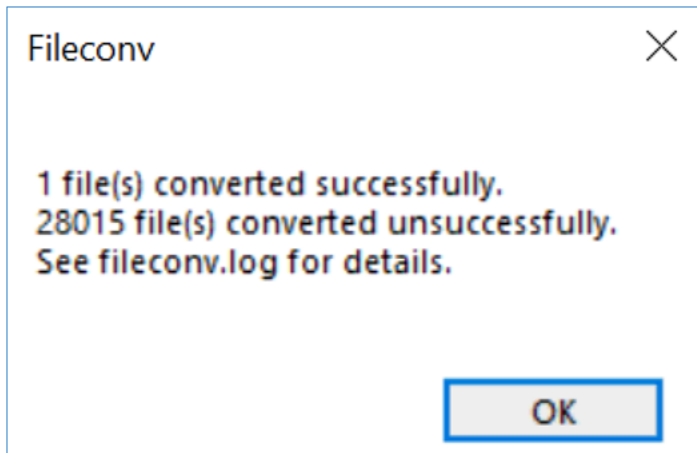 Fileconv
1 file(s) converted successfully.
28015 file(s) converted unsuccessfully.
See fileconv.log for details.
OK